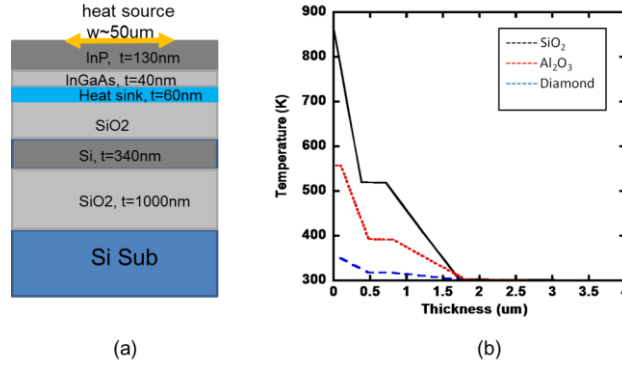 heat source
w~50um
InP, t=130nm
InGaAs, t=40nm
Heat sink, t=60nm
SiO2
Si, t=340nm
SiO2, t=1000nm
Si Sub
(a)
900
800
700
600
500
400
300
Temperature (K)
SiO₂
Al₂O₃
Diamond
0 0.5 1 1.5 2 2.5 3 3.5 4
Thickness (um)
(b)